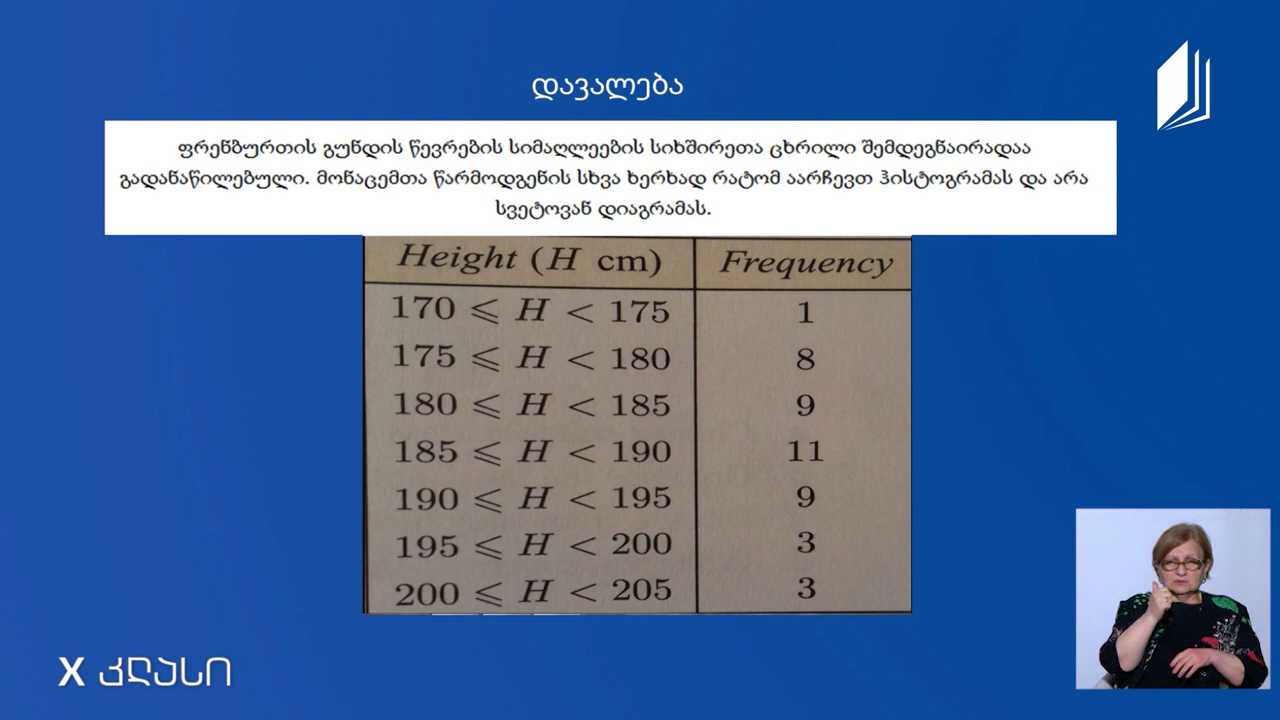 დავალება
ფრენბურთის გუნდის წევრების სიმაღლეების სიხშირეთა ცხრილი შემდეგნაირადაა
გადანაწილებული. მონაცემთა წარმოდგენის სხვა ხერხად რატომ აარჩევთ ჰისტოგრამას და არა
სვეტოვან დიაგრამას.
Height (H cm) Frequency
170 ⩽ H < 175 1
175 ⩽ H < 180 8
180 ⩽ H < 185 9
185 ⩽ H < 190 11
190 ⩽ H < 195 9
195 ⩽ H < 200 3
200 ⩽ H < 205 3
X კლასი